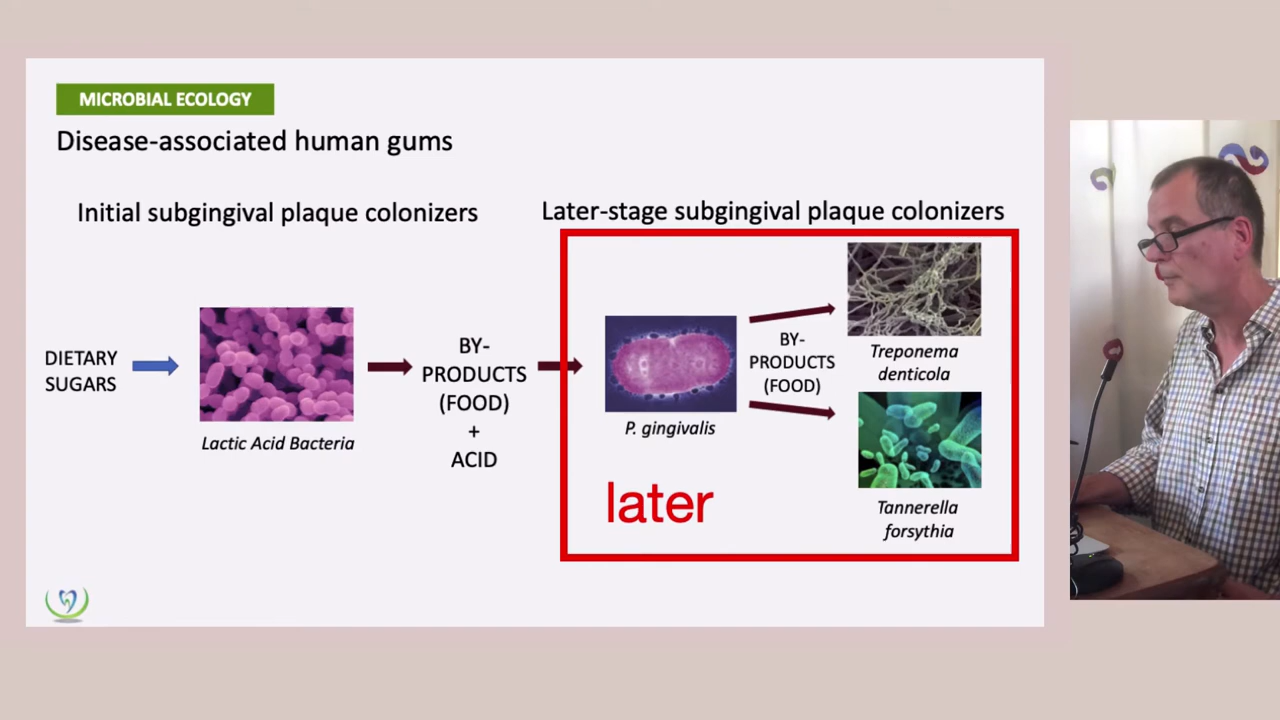 MICROBIAL ECOLOGY
Disease-associated human gums
Initial subgingival plaque colonizers
Later-stage subgingival plaque colonizers
DIETARY
SUGARS
Lactic Acid Bacteria
BY-
PRODUCTS
(FOOD)
+
ACID
P. gingivalis
BY-
PRODUCTS
(FOOD)
Treponema
denticola
Tannerella
forsythia
later